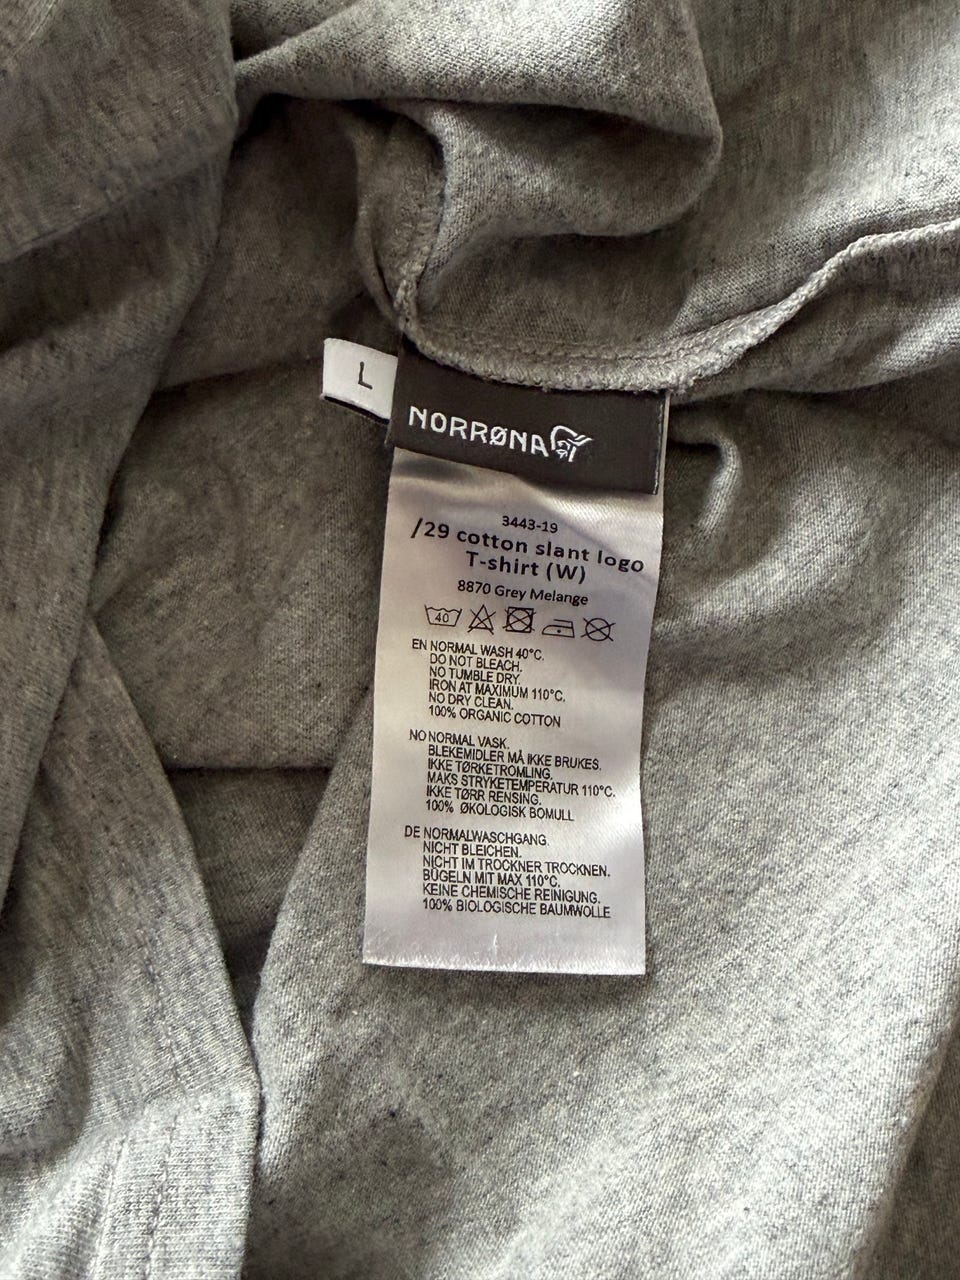 L
NORRØNA
3443-19
/29 cotton slant logo
T-shirt (W)
8870 Grey Melange
40
EN NORMAL WASH 40°C.
DO NOT BLEACH.
NO TUMBLE DRY.
IRON AT MAXIMUM 110°C.
NO DRY CLEAN.
100% ORGANIC COTTON
NO NORMAL VASK.
BLEKEMIDLER MÅ IKKE BRUKES.
IKKE TØRKETROMLING.
MAKS STRYKETEMPERATUR 110°C.
IKKE TØRR RENSING.
100% ØKOLOGISK BOMULL
DE NORMALWASCHGANG.
NICHT BLEICHEN.
NICHT IM TROCKNER TROCKNEN.
BÜGELN MIT MAX 110°C.
KEINE CHEMISCHE REINIGUNG.
100% BIOLOGISCHE BAUMWOLLE